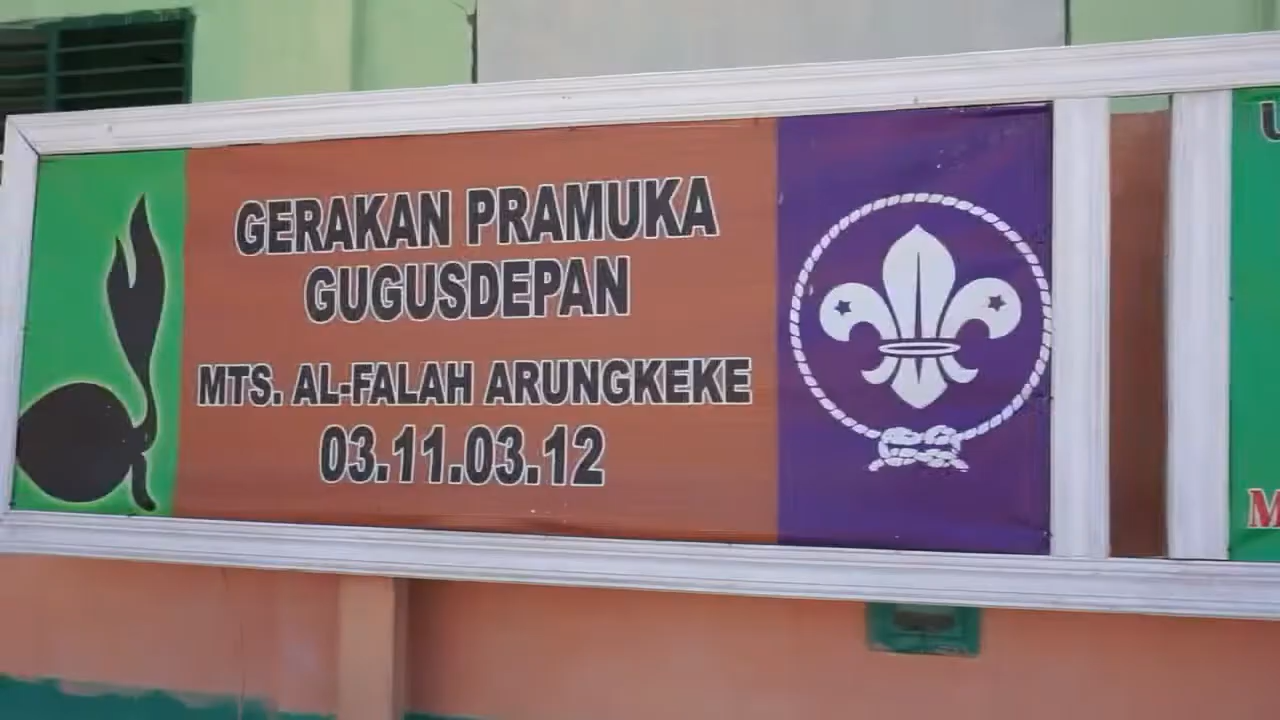 GERAKAN PRAMUKA
GUGUSDEPAN
MTS. AL-FALAH ARUNGKEKE
03.11.03.12
U
M